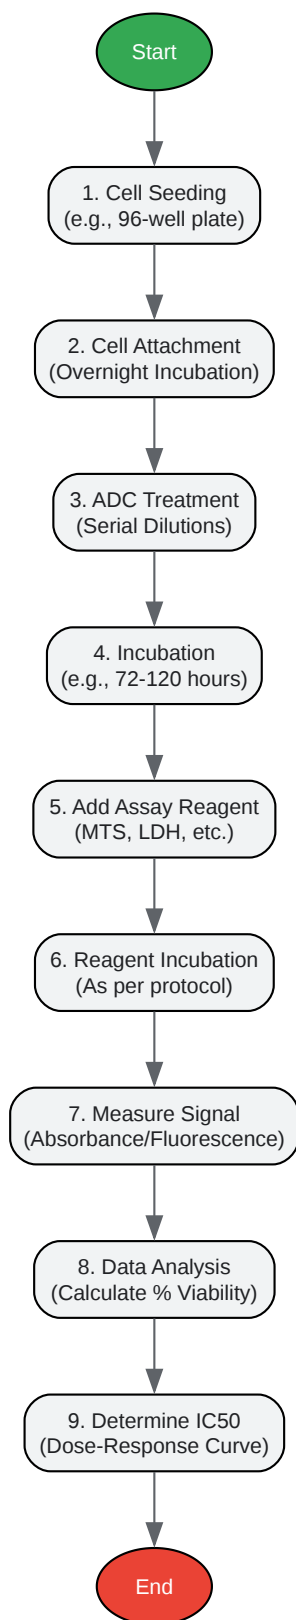 Start
1. Cell Seeding
(e.g., 96-well plate)
2. Cell Attachment
(Overnight Incubation)
3. ADC Treatment
(Serial Dilutions)
4. Incubation
(e.g., 72-120 hours)
5. Add Assay Reagent
(MTS, LDH, etc.)
6. Reagent Incubation
(As per protocol)
7. Measure Signal
(Absorbance/Fluorescence)
8. Data Analysis
(Calculate % Viability)
9. Determine IC50
(Dose-Response Curve)
End